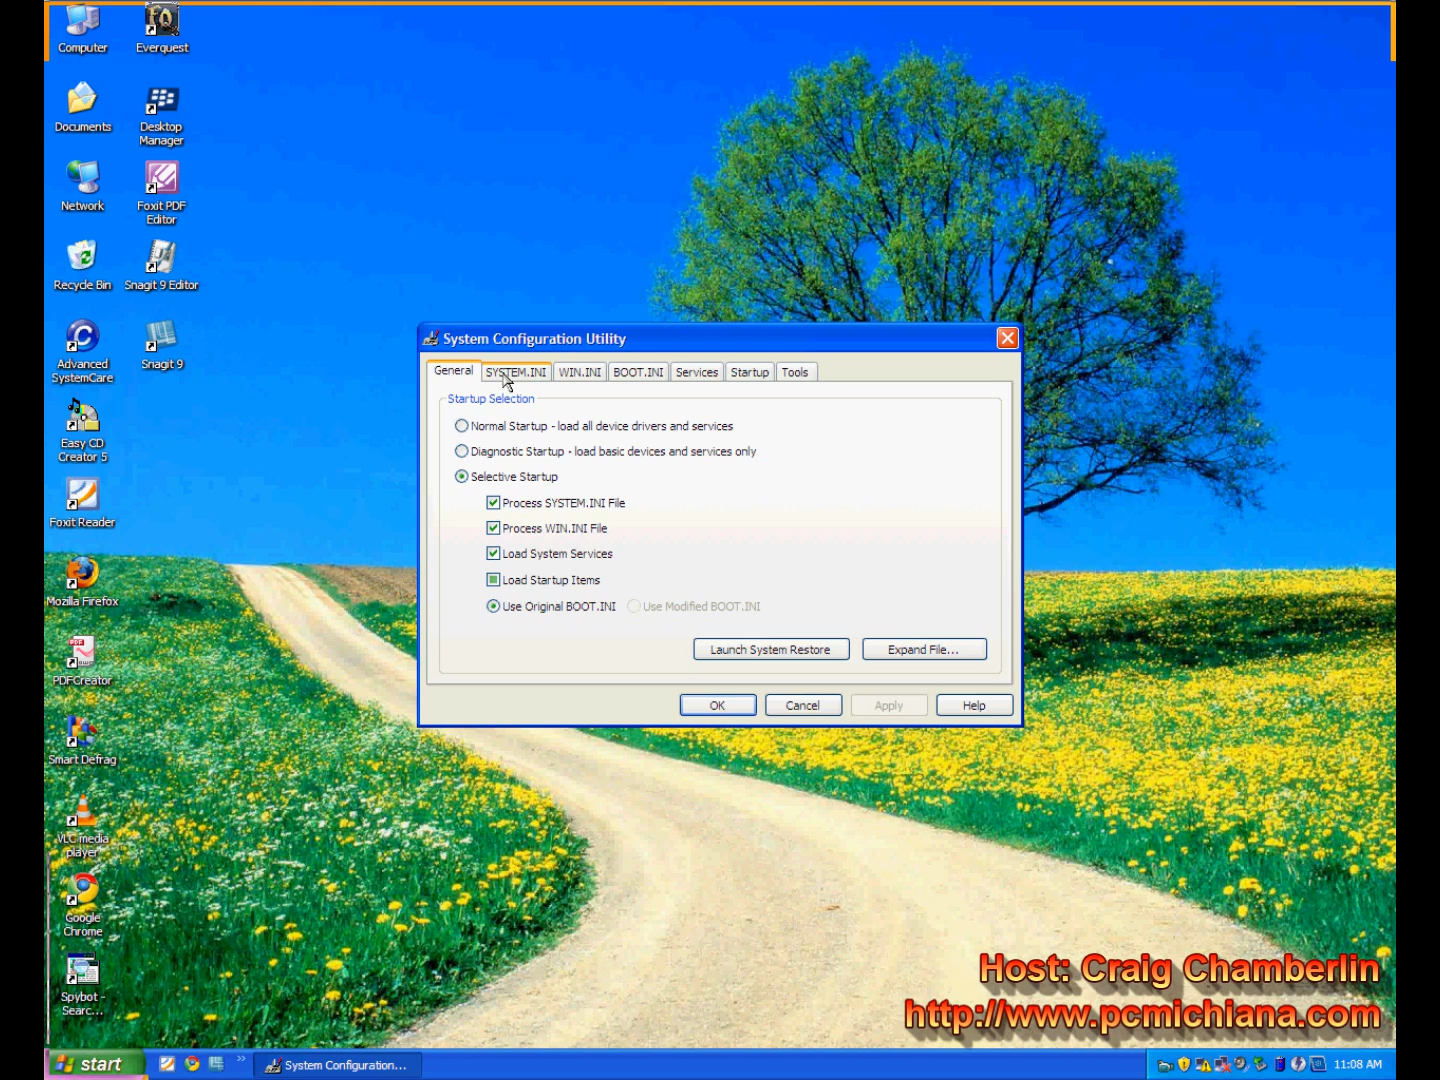 Computer
Everquest
Documents
Desktop
Manager
Network
Foxit PDF
Editor
Recycle Bin
Snagit 9 Editor
Advanced
SystemCare
Snagit 9
Easy CD
Creator 5
Foxit Reader
Mozilla Firefox
PDFCreator
Smart Defrag
VLC media
player
Google
Chrome
Spybot -
Searc...
System Configuration Utility
General SYSTEM.INI WIN.INI BOOT.INI Services Startup Tools
Startup Selection
Normal Startup - load all device drivers and services
Diagnostic Startup - load basic devices and services only
Selective Startup
Process SYSTEM.INI File
Process WIN.INI File
Load System Services
Load Startup Items
Use Original BOOT.INI Use Modified BOOT.INI
Launch System Restore Expand File...
OK Cancel Apply Help
Host: Craig Chamberlin
http://www.pcmichiana.com
start System Configuration... 11:08 AM